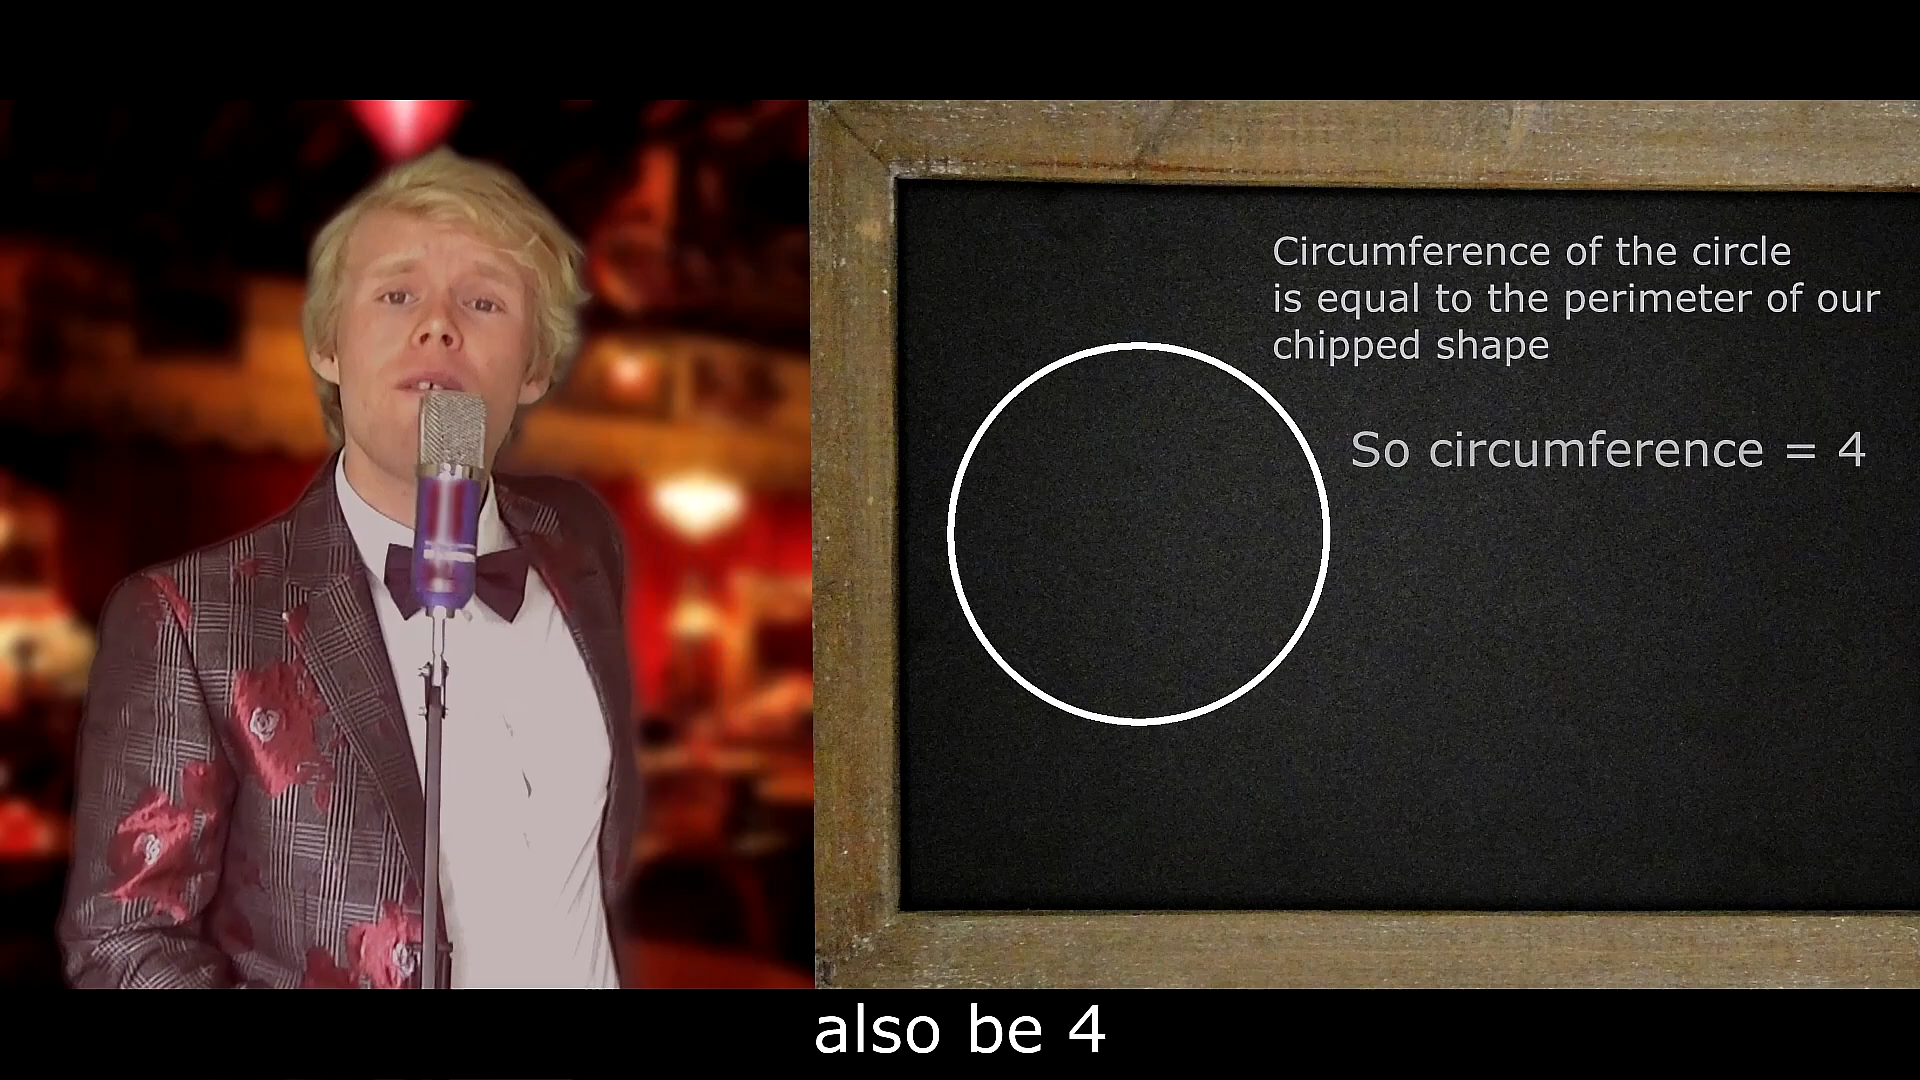 Circumference of the circle
is equal to the perimeter of our
chipped shape
So circumference = 4
also be 4